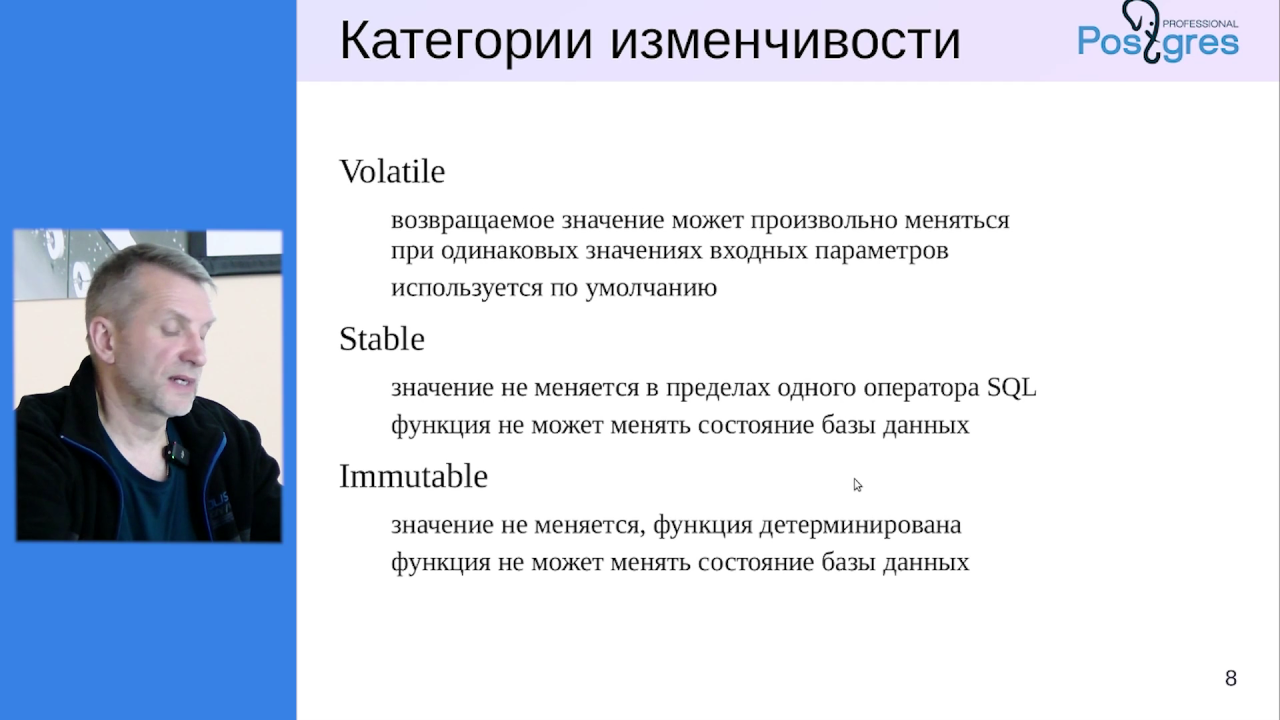 Категории изменчивости
PROFESSIONAL
Postgres
Volatile
возвращаемое значение может произвольно меняться
при одинаковых значениях входных параметров
используется по умолчанию
Stable
значение не меняется в пределах одного оператора SQL
функция не может менять состояние базы данных
Immutable
значение не меняется, функция детерминирована
функция не может менять состояние базы данных
8